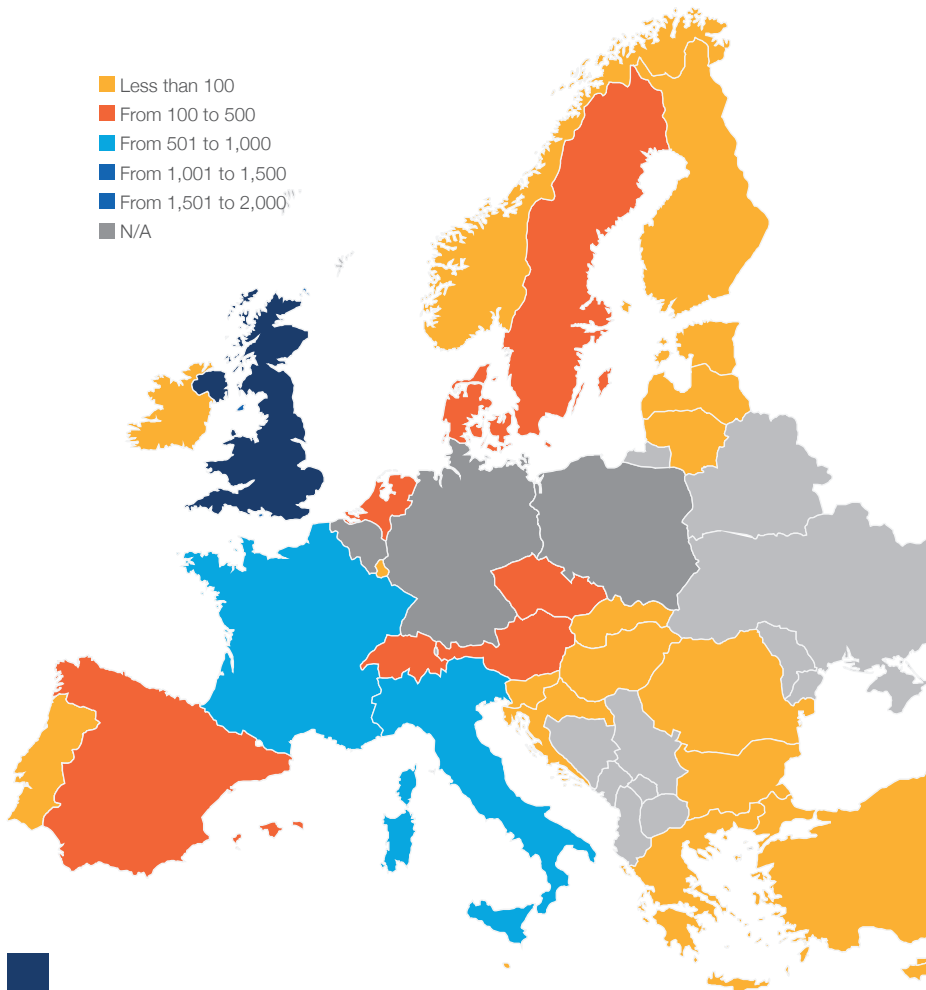 Less than 100
From 100 to 500
From 501 to 1,000
From 1,001 to 1,500
From 1,501 to 2,000
N/A